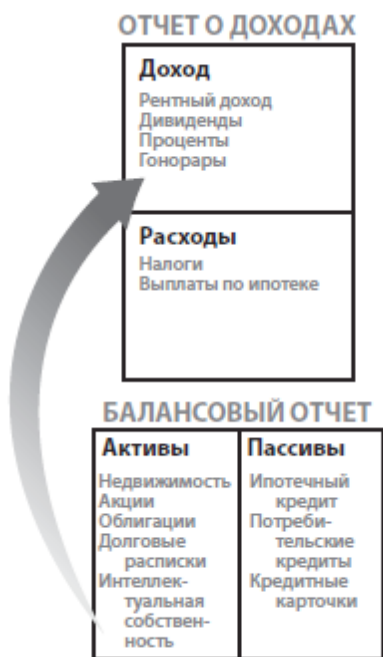 ОТЧЕТ О ДОХОДАХ
Доход
Рентный доход
Дивиденды
Проценты
Гонорары
Расходы
Налоги
Выплаты по ипотеке
БАЛАНСОВЫЙ ОТЧЕТ
Активы
Недвижимость
Акции
Облигации
Долговые
расписки
Интеллек-
туальная
собствен-
ность
Пассивы
Ипотечный
кредит
Потреби-
тельские
кредиты
Кредитные
карточки